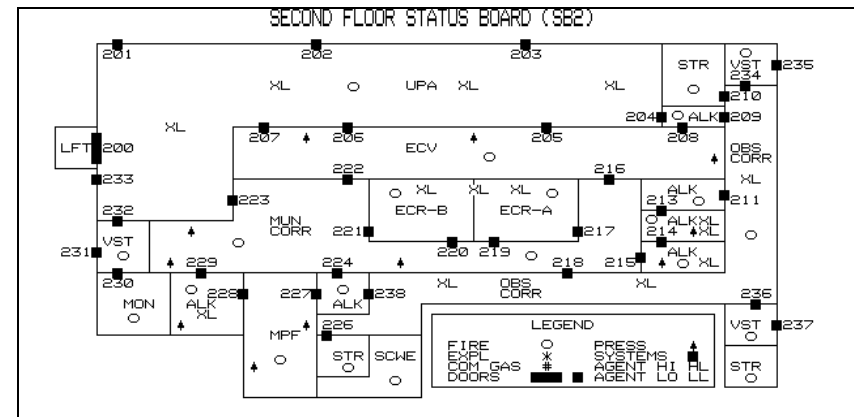 SECOND FLOOR STATUS BOARD (SB2)
201 202 203 STR VST 235
234
XL UPA XL XL 210
204 ALK 209
XL
LFT 200 207 206 205 208 OBS
ECV CORR
233 222 216
XL
223 XL XL XL ALK 211
232 MUN ECR-B ECR-A 213
CORR ALKXL
VST 221 217 214 XL
231 220 219 ALK
230 229 224 218 215 XL
XL OBS XL
MON ALK 228 227 ALK 238 CORR 236
XL
226 LEGEND VST 237
MPF
FIRE PRESS
STR SCWE EXPL * SYSTEMS
COM GAS # AGENT HI HL STR
DOORS AGENT LO LL